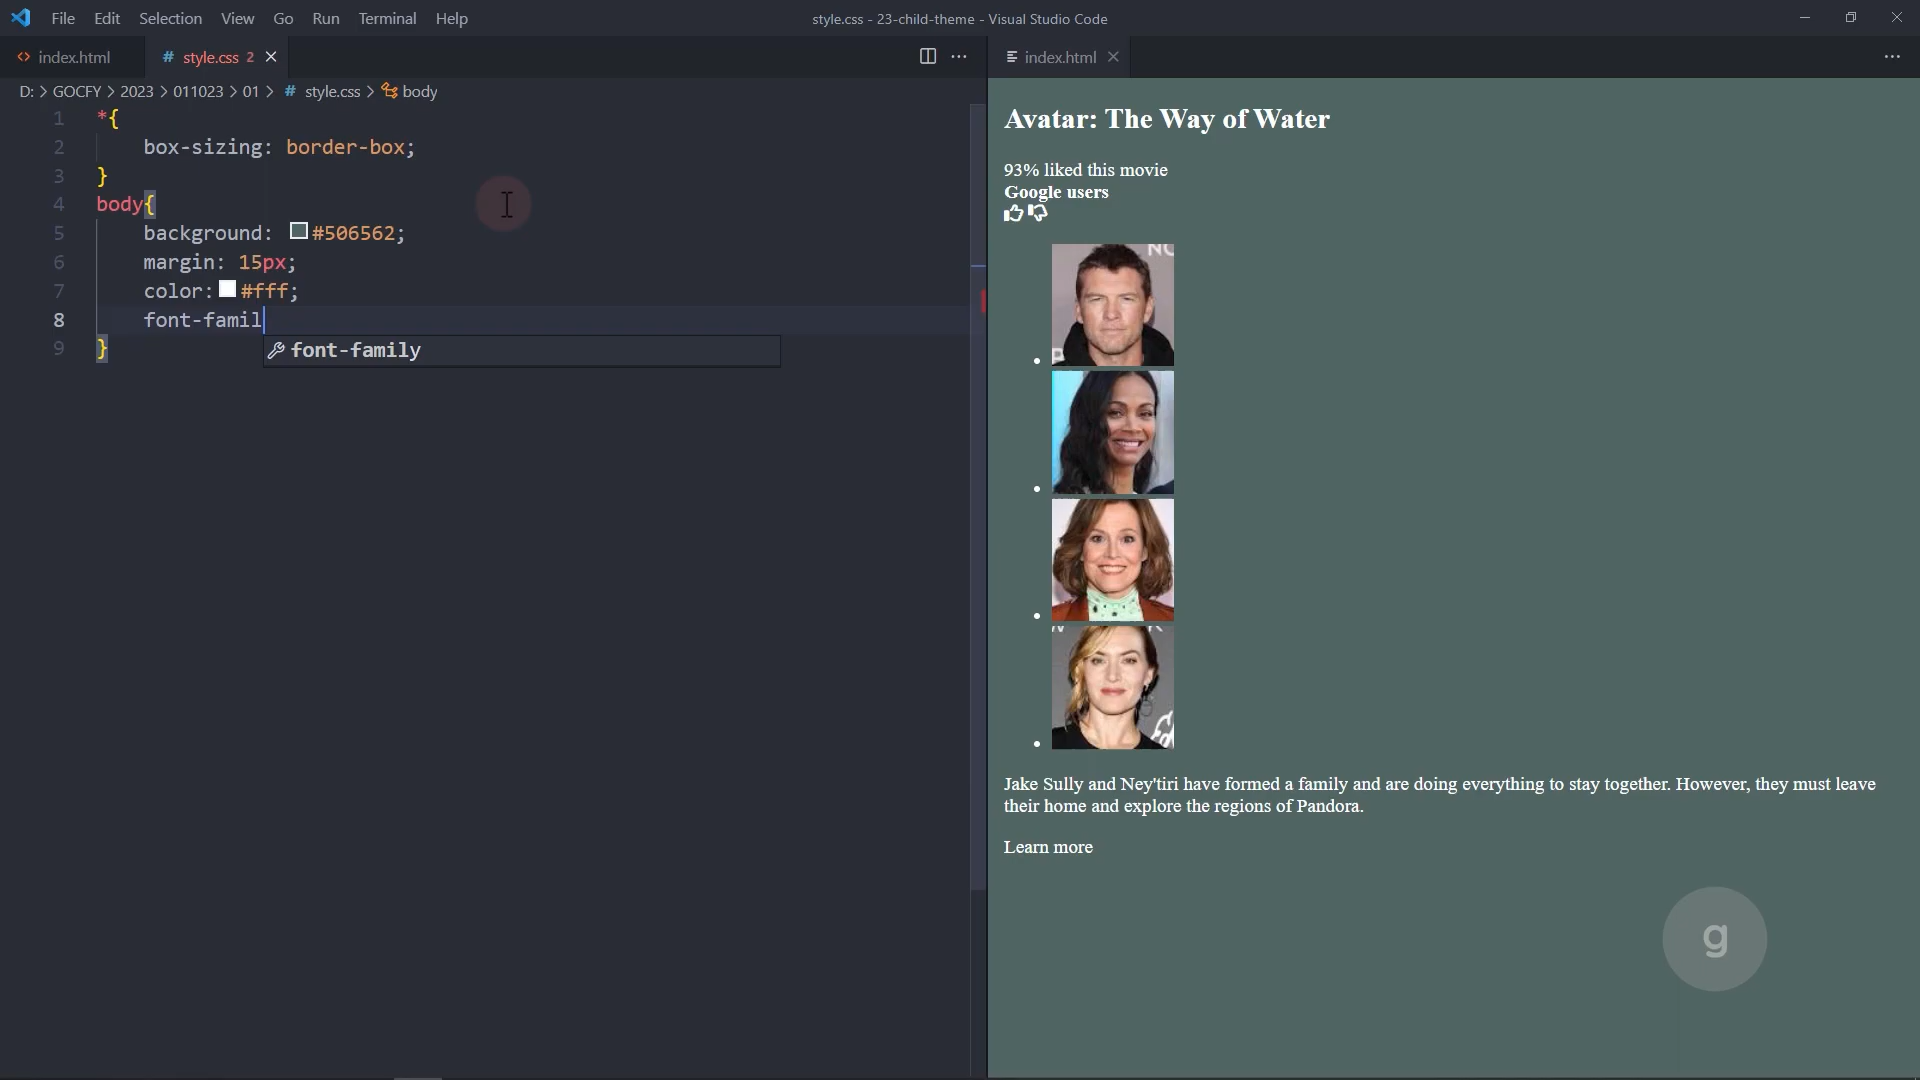 File Edit Selection View Go Run Terminal Help
style.css - 23-child-theme - Visual Studio Code
index.html
# style.css 2
index.html
D: > GOCFY > 2023 > 011023 > 01 > # style.css > body
1 *{
2 box-sizing: border-box;
3 }
4 body{
5 background: #506562;
6 margin: 15px;
7 color: #fff;
8 font-famil
9 }
font-family
Avatar: The Way of Water
93% liked this movie
Google users
Jake Sully and Ney'tiri have formed a family and are doing everything to stay together. However, they must leave
their home and explore the regions of Pandora.
Learn more
g